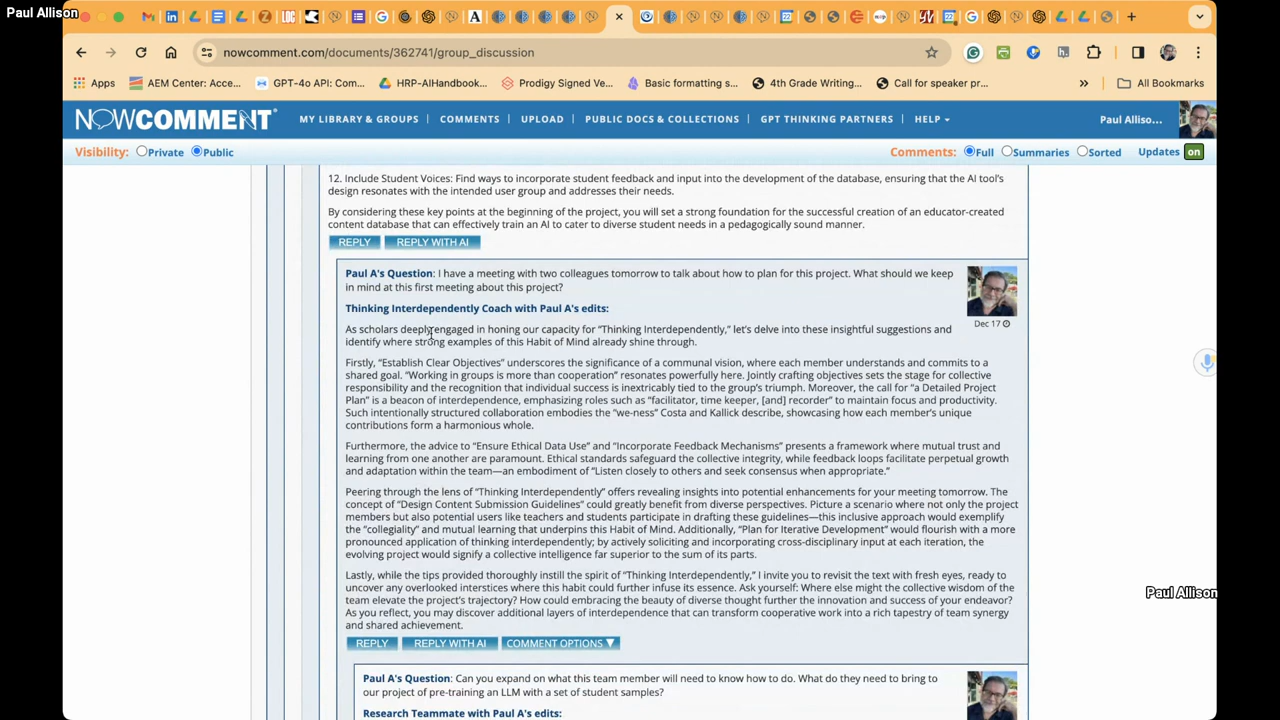 Paul Allison
nowcomment.com/documents/362741/group_discussion
Apps
AEM Center: Acce...
GPT-4o API: Com...
HRP-AIHandbook...
Prodigy Signed Ve...
Basic formatting s...
4th Grade Writing...
Call for speaker pr...
»
All Bookmarks
NOWCOMMENT®
MY LIBRARY & GROUPS
COMMENTS
UPLOAD
PUBLIC DOCS & COLLECTIONS
GPT THINKING PARTNERS
HELP
Paul Alliso...
Visibility: Private Public
Comments: Full Summaries Sorted
Updates on
12. Include Student Voices: Find ways to incorporate student feedback and input into the development of the database, ensuring that the AI tool's
design resonates with the intended user group and addresses their needs.
By considering these key points at the beginning of the project, you will set a strong foundation for the successful creation of an educator-created
content database that can effectively train an AI to cater to diverse student needs in a pedagogically sound manner.
REPLY
REPLY WITH AI
Paul A's Question: I have a meeting with two colleagues tomorrow to talk about how to plan for this project. What should we keep
in mind at this first meeting about this project?
Dec 17
Thinking Interdependently Coach with Paul A's edits:
As scholars deeply engaged in honing our capacity for “Thinking Interdependently,” let's delve into these insightful suggestions and
identify where strong examples of this Habit of Mind already shine through.
Firstly, “Establish Clear Objectives” underscores the significance of a communal vision, where each member understands and commits to a
shared goal. “Working in groups is more than cooperation” resonates powerfully here. Jointly crafting objectives sets the stage for collective
responsibility and the recognition that individual success is inextricably tied to the group's triumph. Moreover, the call for “a Detailed Project
Plan” is a beacon of interdependence, emphasizing roles such as “facilitator, time keeper, [and] recorder” to maintain focus and productivity.
Such intentionally structured collaboration embodies the “we-ness” Costa and Kallick describe, showcasing how each member's unique
contributions form a harmonious whole.
Furthermore, the advice to “Ensure Ethical Data Use” and “Incorporate Feedback Mechanisms” presents a framework where mutual trust and
learning from one another are paramount. Ethical standards safeguard the collective integrity, while feedback loops facilitate perpetual growth
and adaptation within the team—an embodiment of “Listen closely to others and seek consensus when appropriate.”
Peering through the lens of “Thinking Interdependently” offers revealing insights into potential enhancements for your meeting tomorrow. The
concept of “Design Content Submission Guidelines” could greatly benefit from diverse perspectives. Picture a scenario where not only the project
members but also potential users like teachers and students participate in drafting these guidelines—this inclusive approach would exemplify
the “collegiality” and mutual learning that underpins this Habit of Mind. Additionally, “Plan for Iterative Development” would flourish with a more
pronounced application of thinking interdependently; by actively soliciting and incorporating cross-disciplinary input at each iteration, the
evolving project would signify a collective intelligence far superior to the sum of its parts.
Lastly, while the tips provided thoroughly instill the spirit of “Thinking Interdependently,” I invite you to revisit the text with fresh eyes, ready to
uncover any overlooked interstices where this habit could further infuse its essence. Ask yourself: Where else might the collective wisdom of the
team elevate the project's trajectory? How could embracing the beauty of diverse thought further the innovation and success of your endeavor?
As you reflect, you may discover additional layers of interdependence that can transform cooperative work into a rich tapestry of team synergy
and shared achievement.
Paul Allison
REPLY
REPLY WITH AI
COMMENT OPTIONS ▼
Paul A's Question: Can you expand on what this team member will need to know how to do. What do they need to bring to
our project of pre-training an LLM with a set of student samples?
Research Teammate with Paul A's edits: